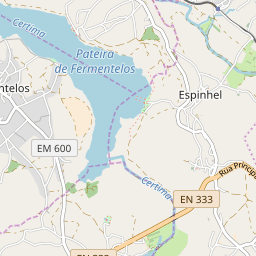 Certima
Pateira
de Fermentelos
Espinhel
ntelos
EM 600
Rua Princip
Certima
EN 333